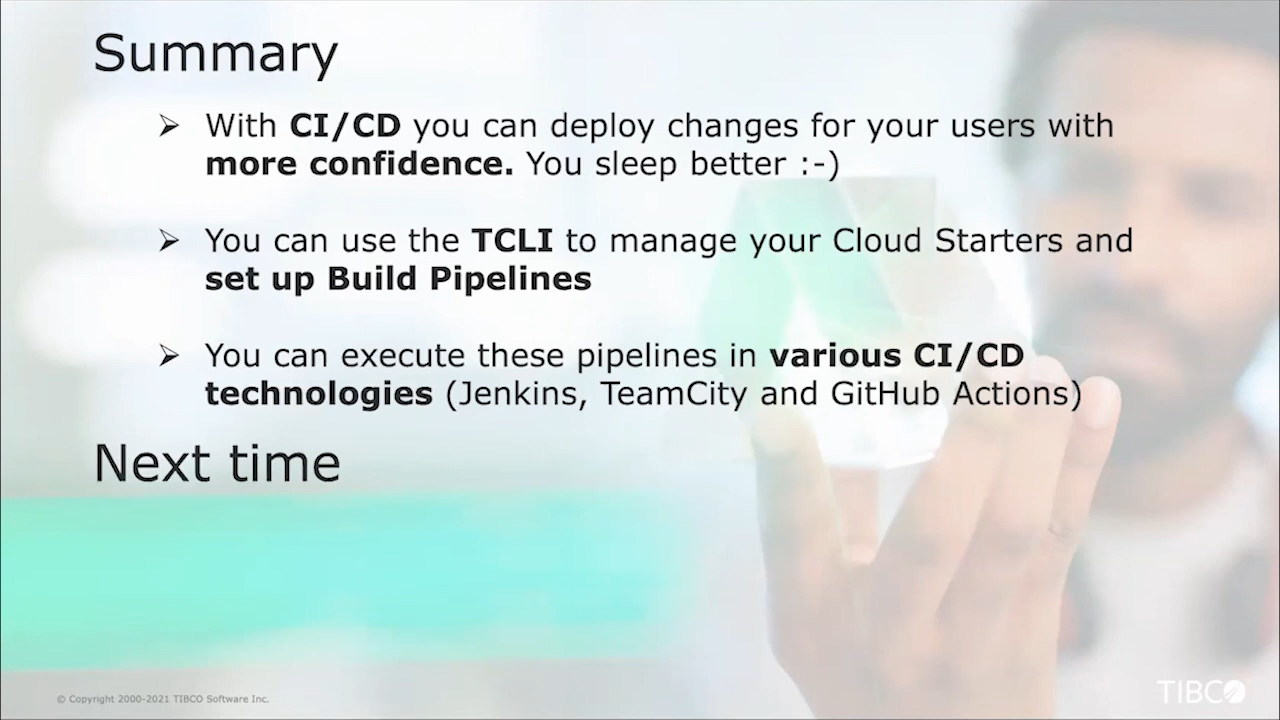 Summary
➢ With CI/CD you can deploy changes for your users with
more confidence. You sleep better :-)
➢ You can use the TCLI to manage your Cloud Starters and
set up Build Pipelines
➢ You can execute these pipelines in various CI/CD
technologies (Jenkins, TeamCity and GitHub Actions)
Next time
© Copyright 2000-2021 TIBCO Software Inc.
TIBCO